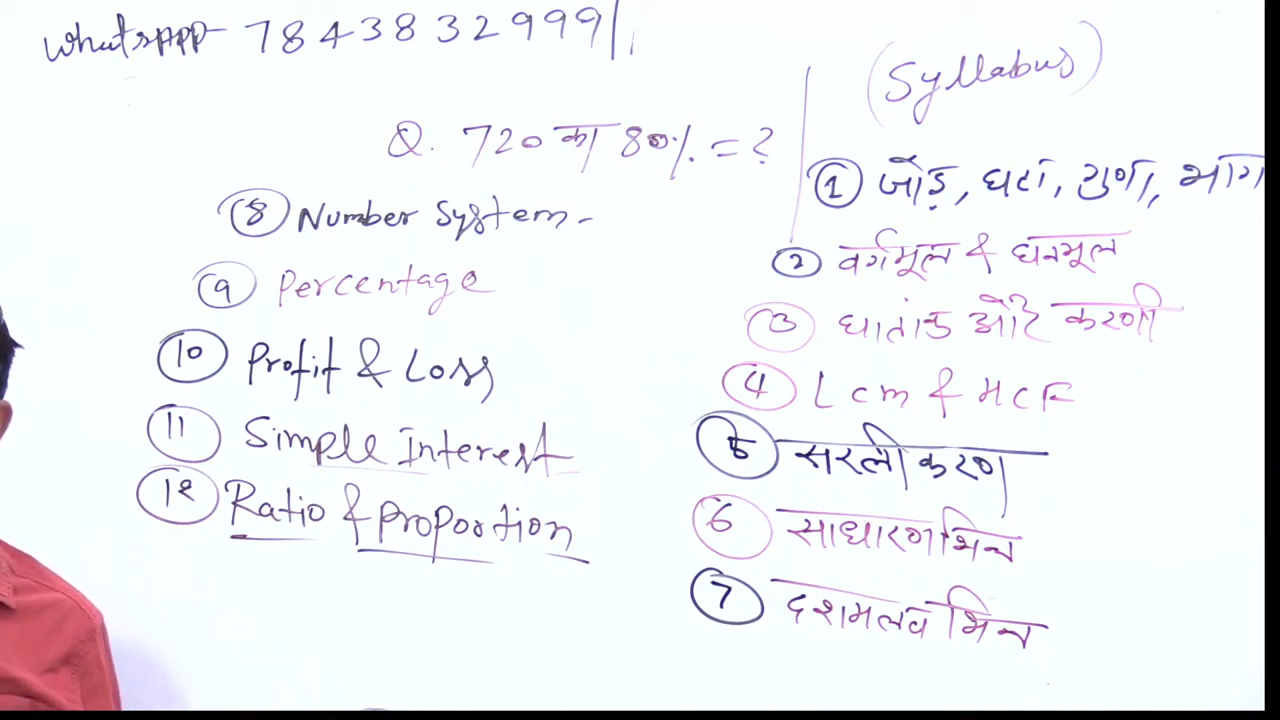 Whatsppp- 7843832999
(Syllabus)
Q. 720 का 80% = ?
① जोड़, घटा, गुणा, भाग
② वर्गमूल & घनमूल
③ घातांक और करणी
④ Lcm & HCF
⑤ सरलीकरण
⑥ साधारण भिन्न
⑦ दशमलव भिन्न
⑧ Number System -
⑨ Percentage
⑩ Profit & Loss
⑪ Simple Interest
⑫ Ratio & Proportion